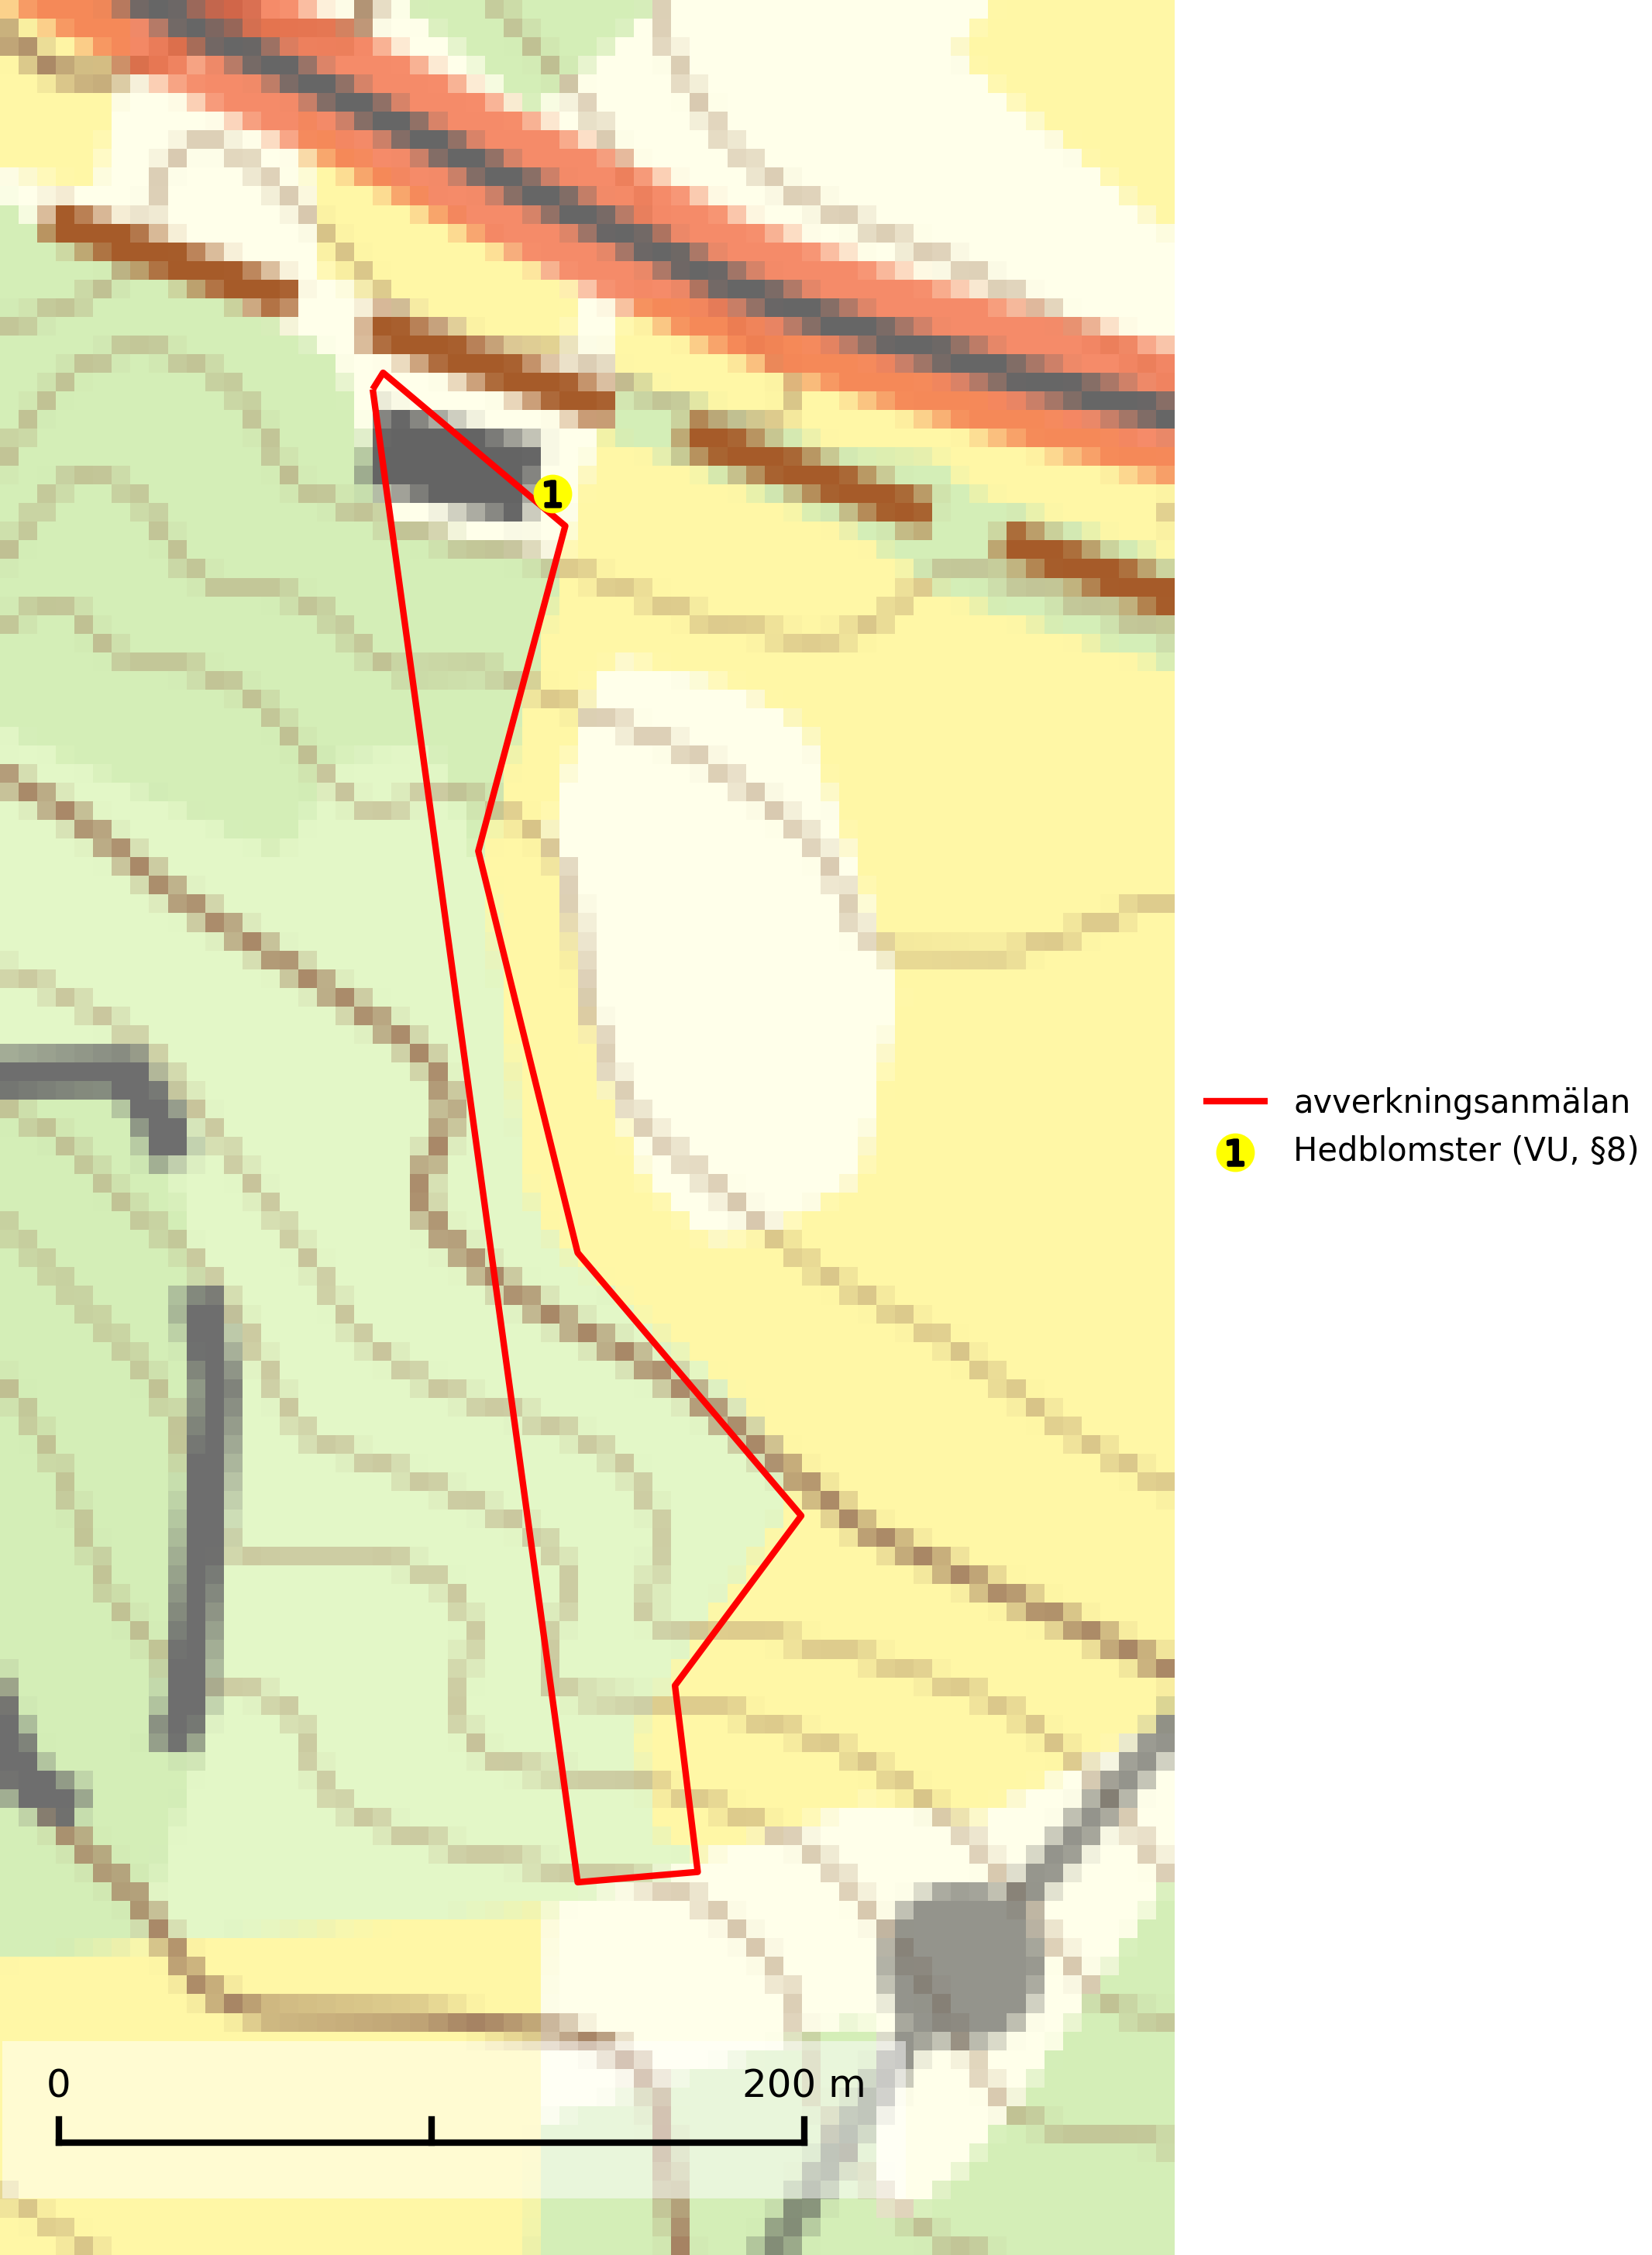 1
avverkningsanmälan
1 Hedblomster (VU, §8)
0 200 m